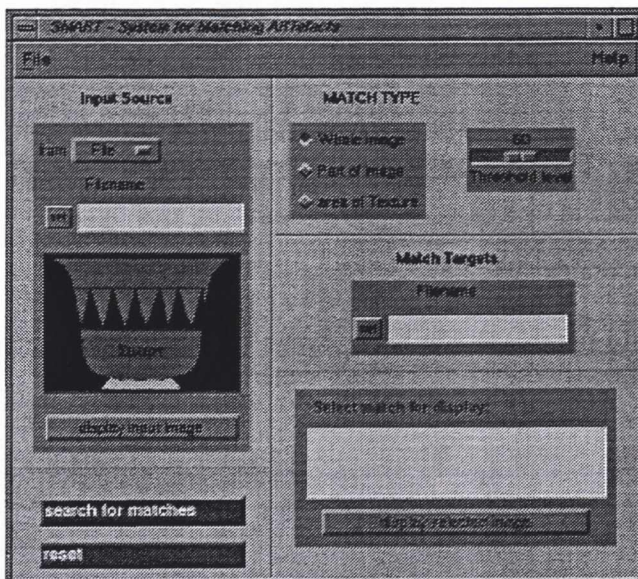 SMART - System for Matching ARTefacts
File
Help
Input Source
from
File
Filename
set
display input image
search for matches
reset
MATCH TYPE
Whole image
Part of image
area of Texture
60
Threshold level
Match Targets
Filename
set
Select match for display:
display selected image